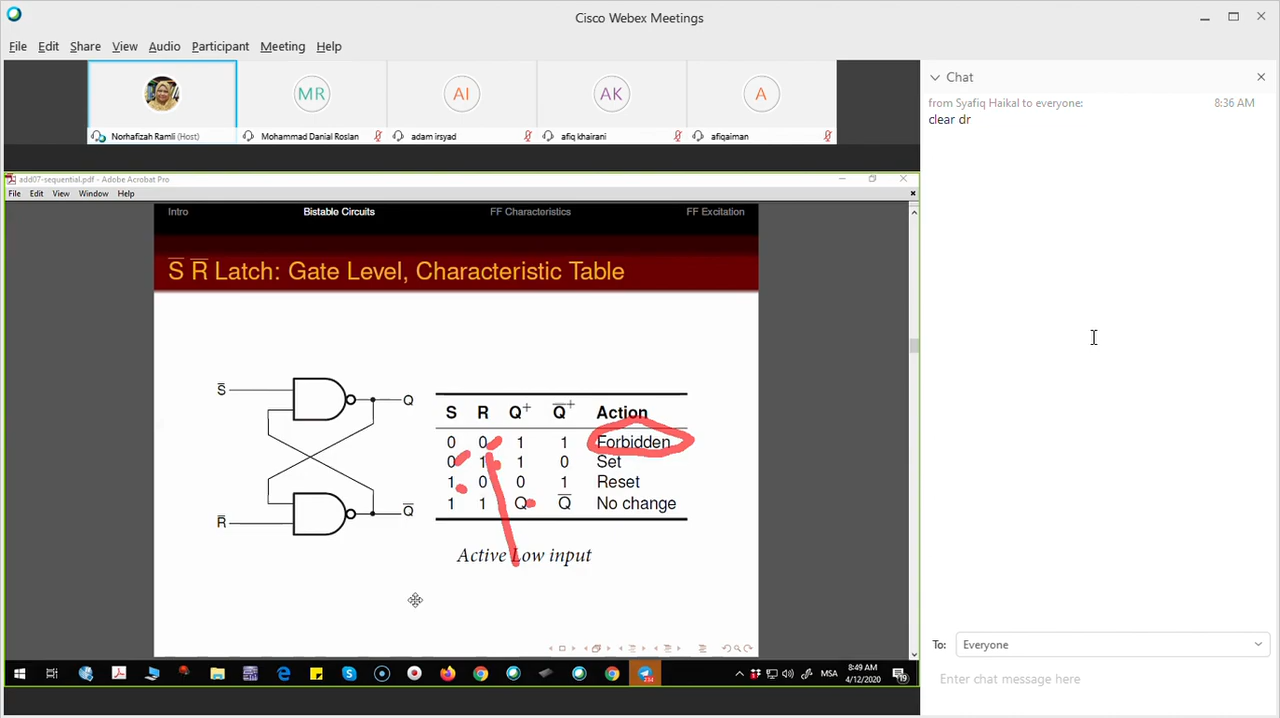 Cisco Webex Meetings
File Edit Share View Audio Participant Meeting Help
MR AI AK A
Norhafizah Ramli (Host) Mohammad Danial Roslan adam irsyad afiq khairani afiqaiman
Chat
from Syafiq Haikal to everyone: 8:36 AM
clear dr
add07-sequential.pdf - Adobe Acrobat Pro
File Edit View Window Help
Intro Bistable Circuits FF Characteristics FF Excitation
S̅ R̅ Latch: Gate Level, Characteristic Table
S̅ Q
R̅ Q̅
S R Q⁺ Q̅⁺ Action
0 0 1 1 Forbidden
0 1 1 0 Set
1 0 0 1 Reset
1 1 Q Q̅ No change
Active Low input
To: Everyone
Enter chat message here
MSA
8:49 AM
4/12/2020
19